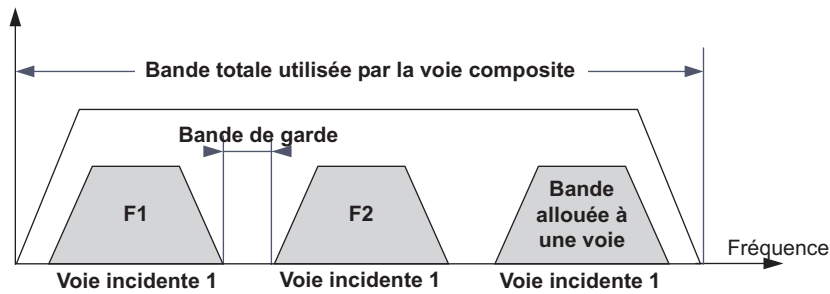 Bande totale utilisée par la voie composite
Bande de garde
F1
F2
Bande
allouée à
une voie
Fréquence
Voie incidente 1
Voie incidente 1
Voie incidente 1